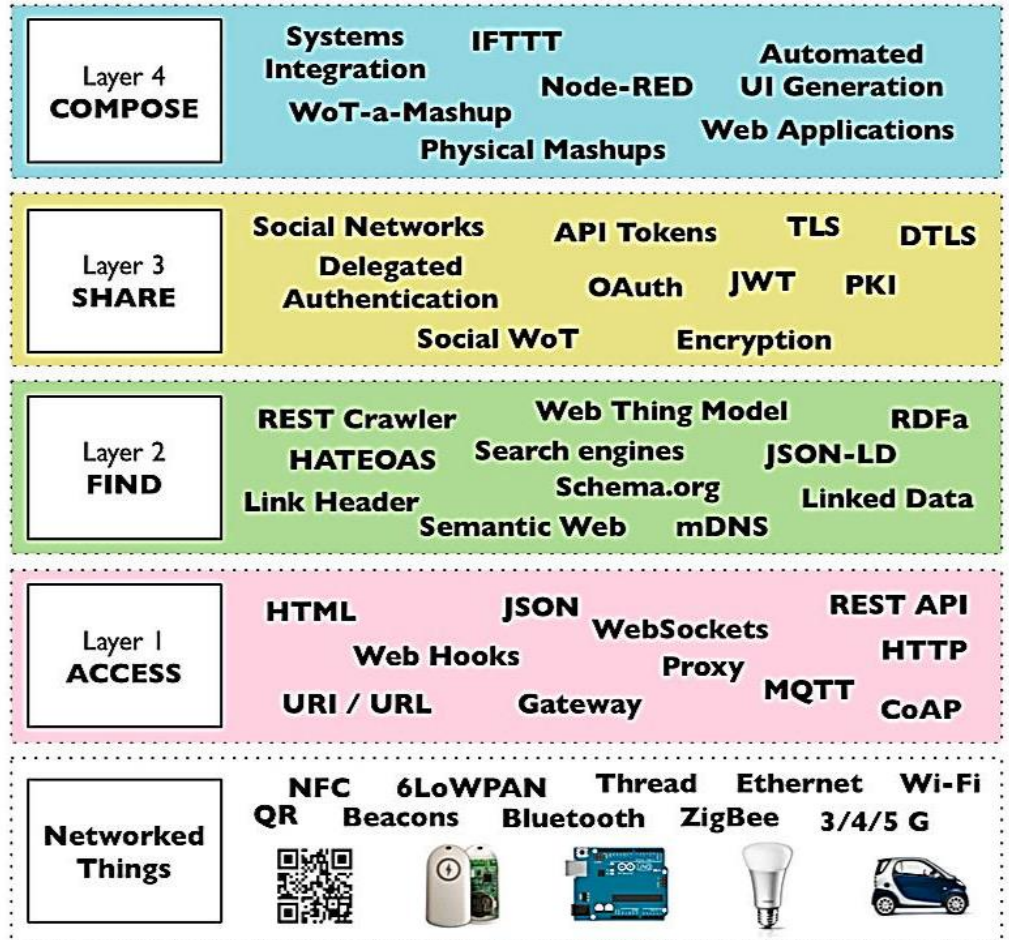 Layer 4
COMPOSE
Systems
Integration
IFTTT
Automated
UI Generation
Node-RED
WoT-a-Mashup
Web Applications
Physical Mashups
Layer 3
SHARE
Social Networks
API Tokens
TLS
DTLS
Delegated
Authentication
OAuth
JWT
PKI
Social WoT
Encryption
Layer 2
FIND
REST Crawler
Web Thing Model
RDFa
HATEOAS
Search engines
JSON-LD
Schema.org
Link Header
Linked Data
Semantic Web
mDNS
Layer 1
ACCESS
HTML
JSON
REST API
WebSockets
Web Hooks
Proxy
HTTP
URI / URL
Gateway
MQTT
CoAP
Networked
Things
NFC
6LoWPAN
Thread
Ethernet
Wi-Fi
QR
Beacons
Bluetooth
ZigBee
3/4/5 G